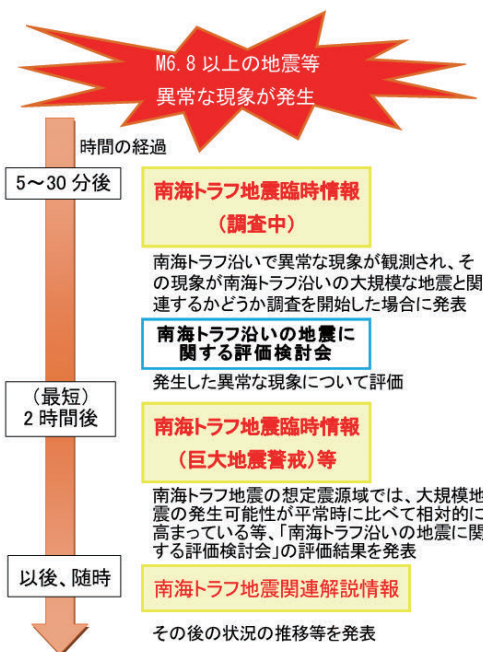 M6.8 以上の地震等
異常な現象が発生
時間の経過
5～30 分後
南海トラフ地震臨時情報
（調査中）
南海トラフ沿いで異常な現象が観測され、そ
の現象が南海トラフ沿いの大規模な地震と関
連するかどうか調査を開始した場合に発表
南海トラフ沿いの地震に
関する評価検討会
発生した異常な現象について評価
（最短）
2 時間後
南海トラフ地震臨時情報
（巨大地震警戒）等
南海トラフ地震の想定震源域では、大規模地
震の発生可能性が平常時に比べて相対的に
高まっている等、「南海トラフ沿いの地震に関
する評価検討会」の評価結果を発表
以後、随時
南海トラフ地震関連解説情報
その後の状況の推移等を発表